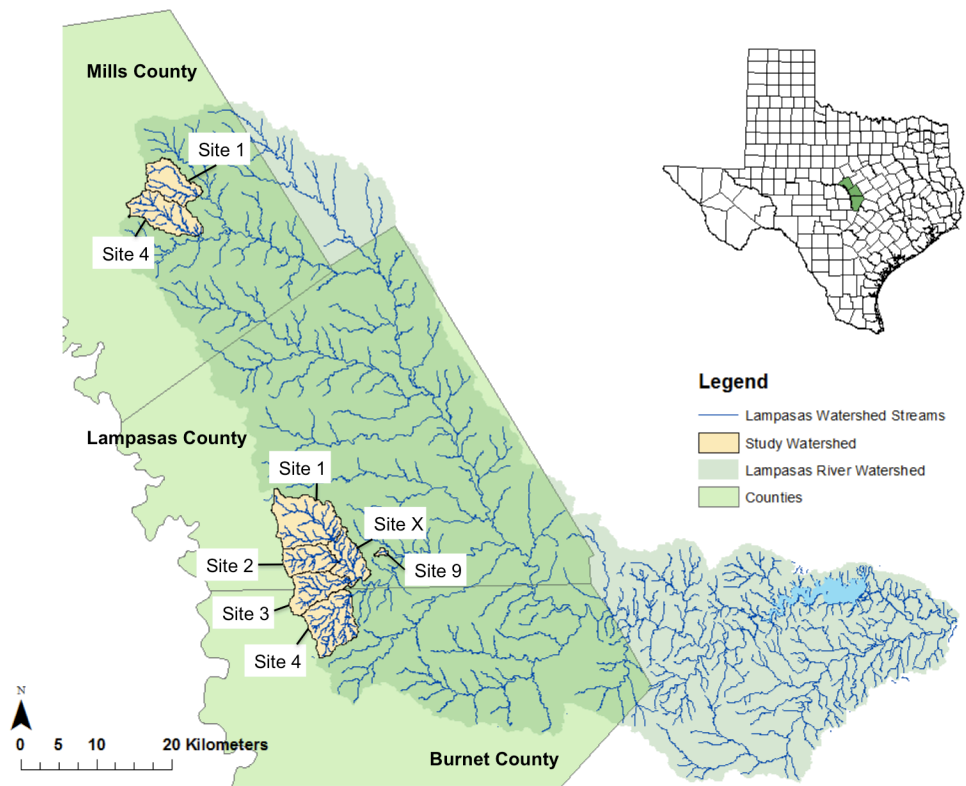 Mills County
Site 1
Site 4
Lampasas County
Site 1
Site X
Site 2
Site 9
Site 3
Site 4
Burnet County
N
0 5 10 20 Kilometers
Legend
Lampasas Watershed Streams
Study Watershed
Lampasas River Watershed
Counties